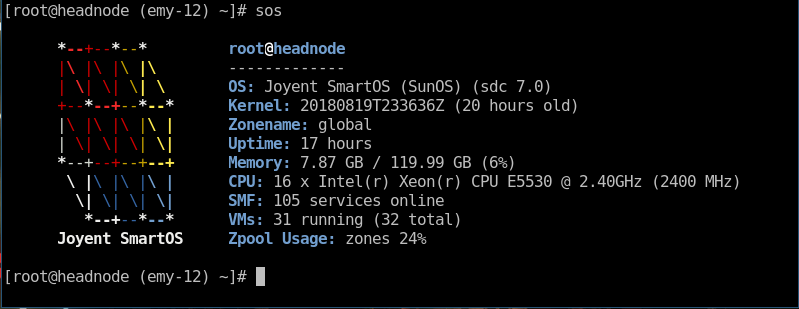 [root@headnode (emy-12) ~]# sos
*--+--*--*    root@headnode
|\ |\ |\ |\    -------------
| \| \| \| \    OS: Joyent SmartOS (SunOS) (sdc 7.0)
+--*--+--*--*    Kernel: 20180819T233636Z (20 hours old)
|\ |\ |\ |\ |    Zonename: global
| \| \| \| \|    Uptime: 17 hours
*--+--+--+--+    Memory: 7.87 GB / 119.99 GB (6%)
\ |\ |\ |\ |    CPU: 16 x Intel(r) Xeon(r) CPU E5530 @ 2.40GHz (2400 MHz)
\| \| \| \|    SMF: 105 services online
*--+--*--*    VMs: 31 running (32 total)
Joyent SmartOS    Zpool Usage: zones 24%
[root@headnode (emy-12) ~]#